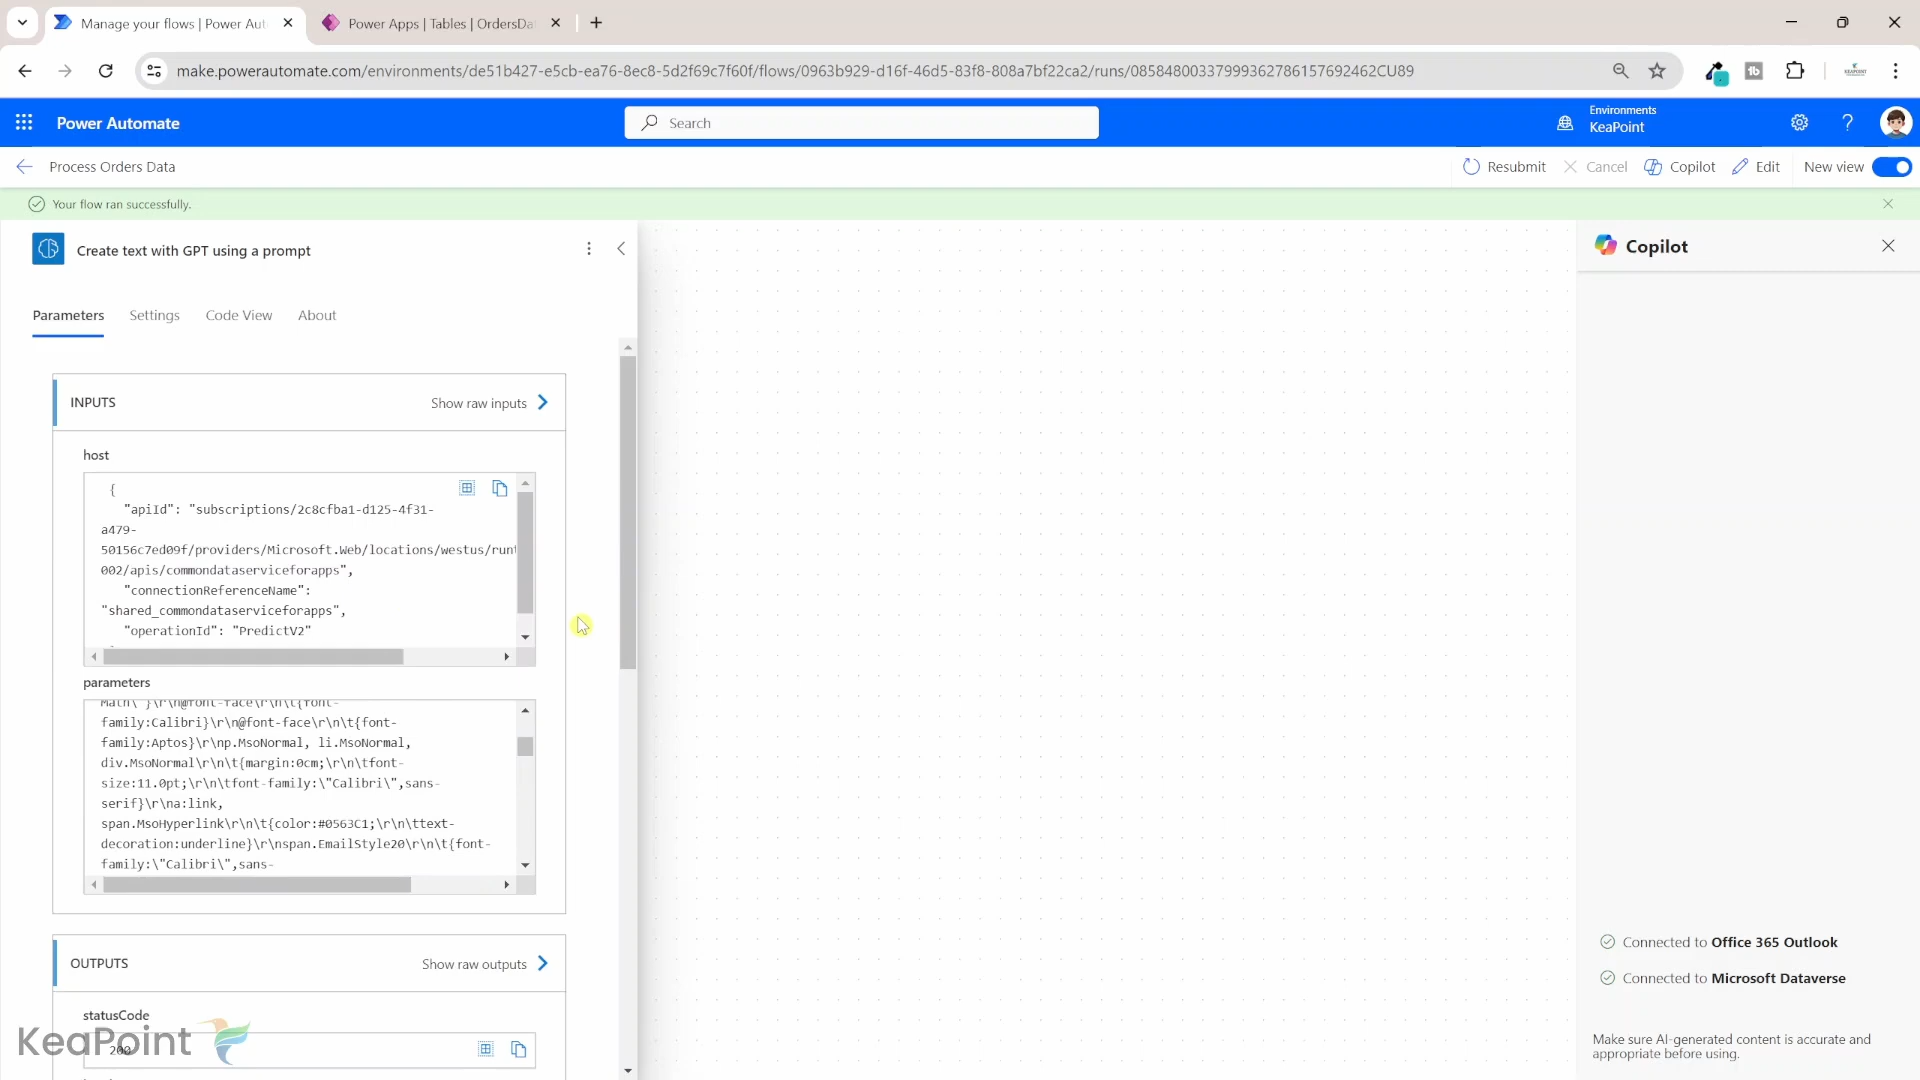 Manage your flows | Power Aut
Power Apps | Tables | OrdersDat
make.powerautomate.com/environments/de51b427-e5cb-ea76-8ec8-5d2f69c7f60f/flows/0963b929-d16f-46d5-83f8-808a7bf22ca2/runs/08584800337999362786157692462CU89
Power Automate
Search
Environments
KeaPoint
Process Orders Data
Resubmit
Cancel
Copilot
Edit
New view
Your flow ran successfully.
Create text with GPT using a prompt
Parameters
Settings
Code View
About
INPUTS
Show raw inputs
host
{
"apiId": "subscriptions/2c8cfba1-d125-4f31-
a479-
50156c7ed09f/providers/Microsoft.Web/locations/westus/runt
002/apis/commondataserviceforapps",
"connectionReferenceName":
"shared_commondataserviceforapps",
"operationId": "PredictV2"
parameters
Math\"}\r\n@font-face\r\n\t{font-
family:Calibri}\r\n@font-face\r\n\t{font-
family:Aptos}\r\np.MsoNormal, li.MsoNormal,
div.MsoNormal\r\n\t{margin:0cm;\r\n\tfont-
size:11.0pt;\r\n\tfont-family:\"Calibri\",sans-
serif}\r\na:link,
span.MsoHyperlink\r\n\t{color:#0563C1;\r\n\ttext-
decoration:underline}\r\nspan.EmailStyle20\r\n\t{font-
family:\"Calibri\",sans-
OUTPUTS
Show raw outputs
statusCode
200
KeaPoint
Copilot
Connected to Office 365 Outlook
Connected to Microsoft Dataverse
Make sure AI-generated content is accurate and
appropriate before using.